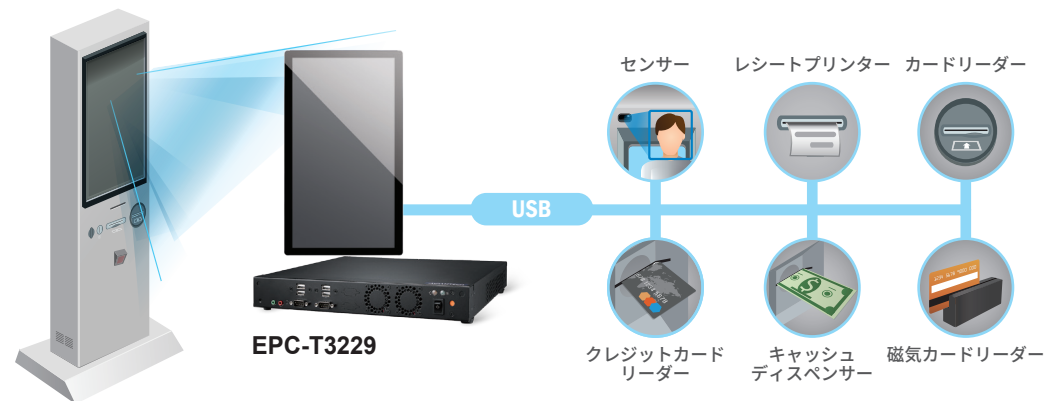 センサー
レシートプリンター
カードリーダー
USB
EPC-T3229
クレジットカード
リーダー
キャッシュ
ディスペンサー
磁気カードリーダー